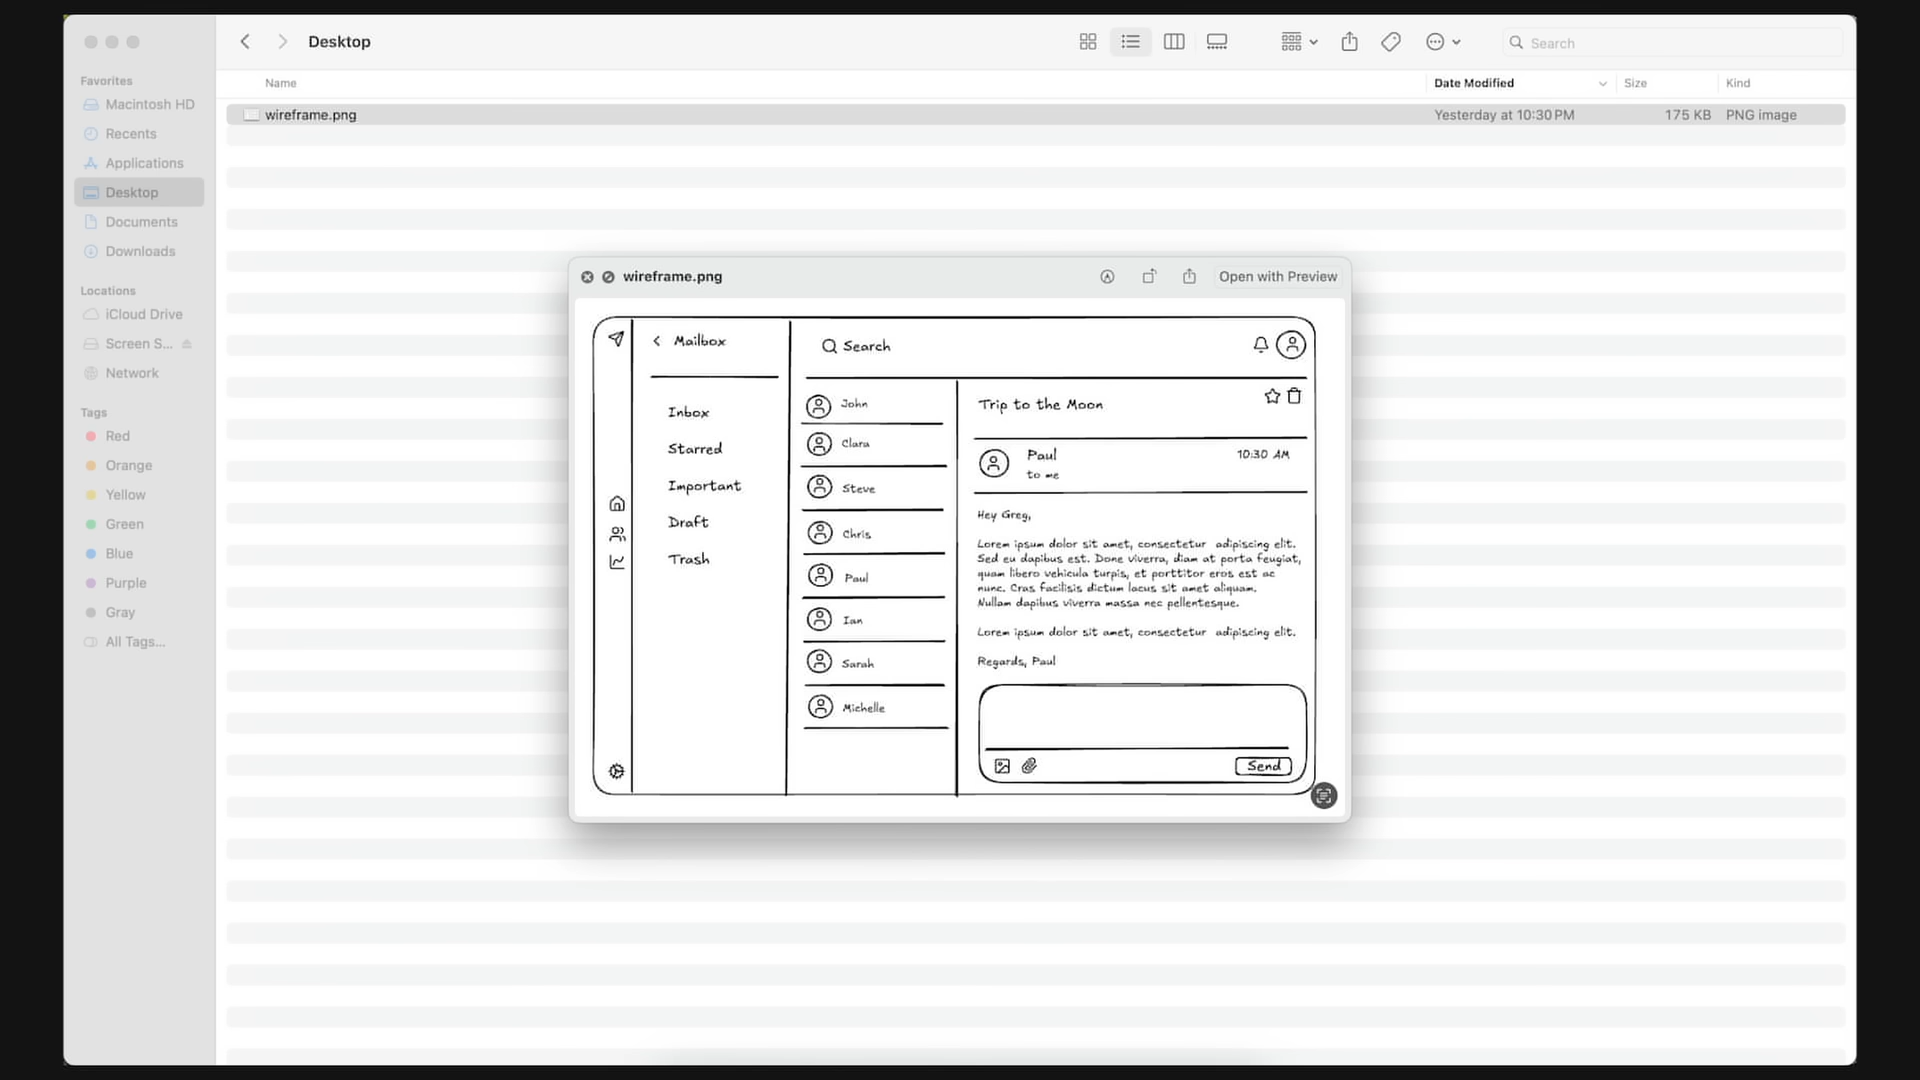 Desktop
Search
Favorites
Macintosh HD
Recents
Applications
Desktop
Documents
Downloads
Locations
iCloud Drive
Screen S...
Network
Tags
Red
Orange
Yellow
Green
Blue
Purple
Gray
All Tags...
Name
Date Modified
Size
Kind
wireframe.png
Yesterday at 10:30 PM
175 KB
PNG image
wireframe.png
Open with Preview
Mailbox
Inbox
Starred
Important
Draft
Trash
Search
John
Clara
Steve
Chris
Paul
Ian
Sarah
Michelle
Trip to the Moon
Paul
to me
10:30 AM
Hey Greg,
Lorem ipsum dolor sit amet, consectetur adipiscing elit.
Sed eu dapibus est. Donc viverra, diam at porta feugiat,
quam libero vehicula turpis, et porttitor eros est ac
nunc. Cras facilisis dictum lacus sit amet aliquam.
Nullam dapibus viverra massa nec pellentesque.
Lorem ipsum dolor sit amet, consectetur adipiscing elit.
Regards, Paul
Send